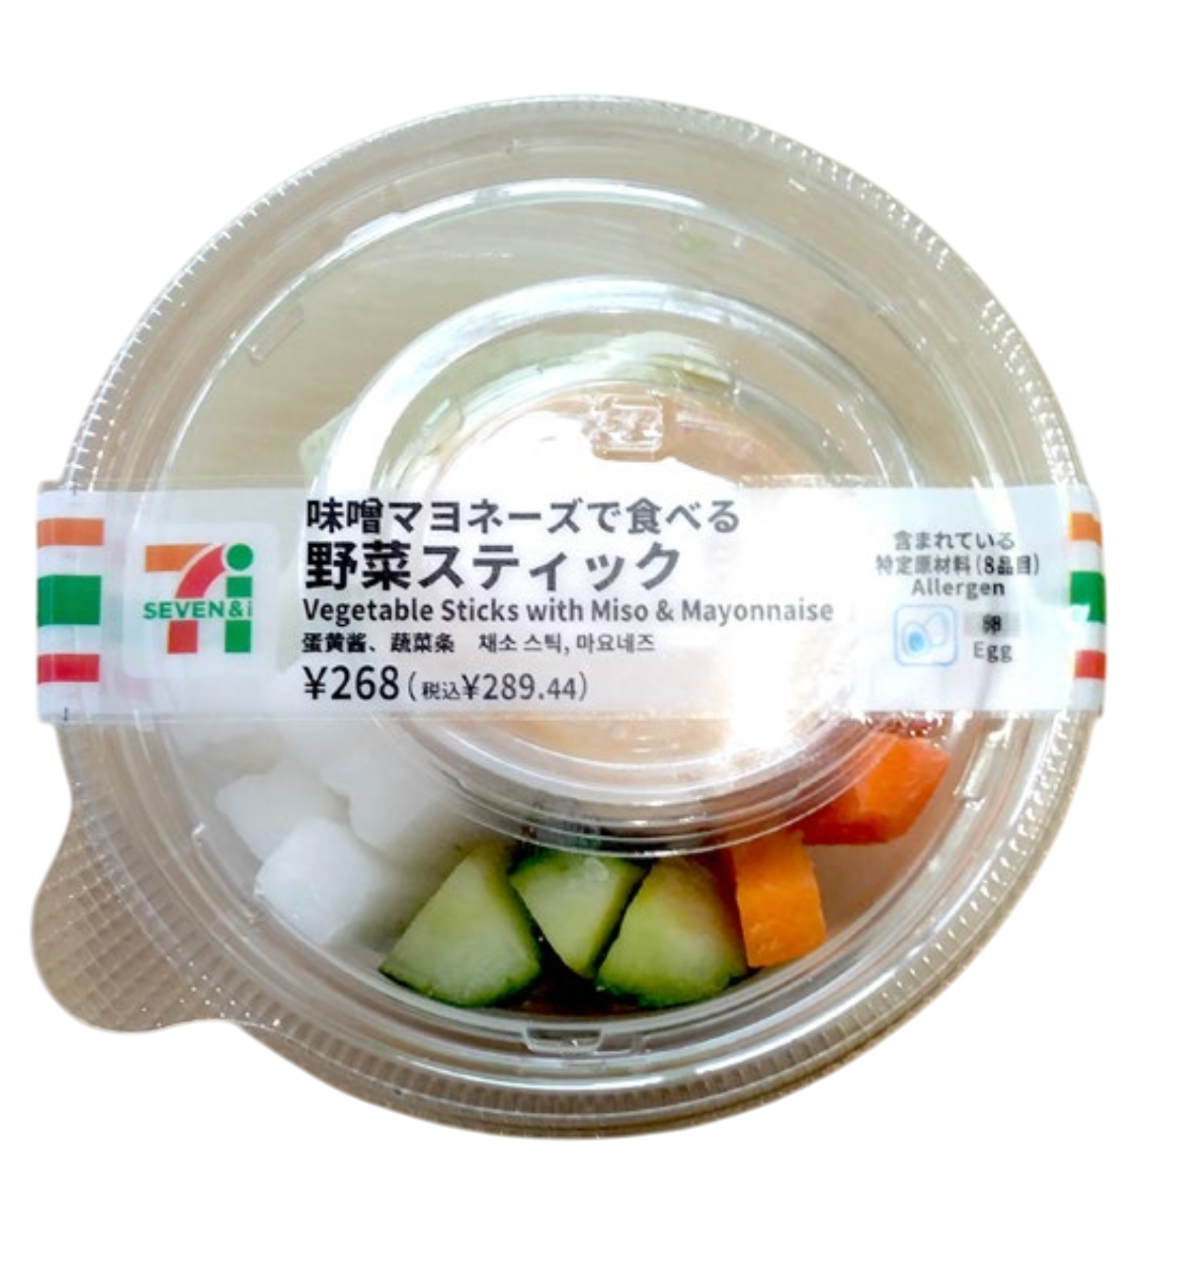 味噌マヨネーズで食べる
野菜スティック
Vegetable Sticks with Miso & Mayonnaise
蛋黄酱、蔬菜条 채소 스틱, 마요네즈
¥268(税込¥289.44)
7i
SEVEN&i
含まれている
特定原材料(8品目)
Allergen
卵
Egg